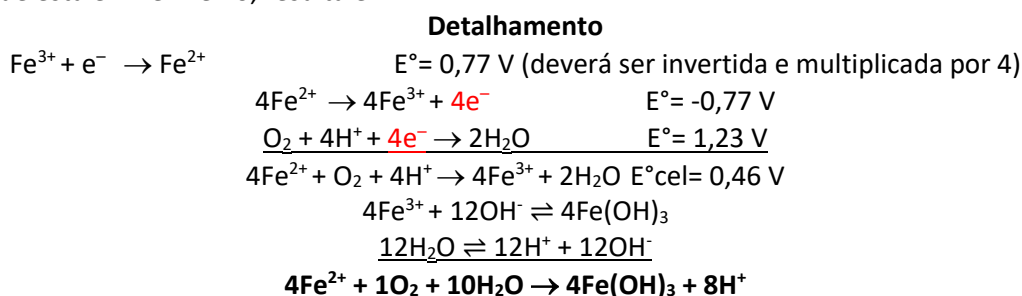 Detalhamento
Fe³⁺ + e⁻ → Fe²⁺ E°= 0,77 V (deverá ser invertida e multiplicada por 4)
4Fe²⁺ → 4Fe³⁺ + 4e⁻ E°= -0,77 V
O₂ + 4H⁺ + 4e⁻ → 2H₂O E°= 1,23 V
4Fe²⁺ + O₂ + 4H⁺ → 4Fe³⁺ + 2H₂O E°cel= 0,46 V
4Fe³⁺ + 12OH⁻ ⇌ 4Fe(OH)₃
12H₂O ⇌ 12H⁺ + 12OH⁻
4Fe²⁺ + 1O₂ + 10H₂O → 4Fe(OH)₃ + 8H⁺